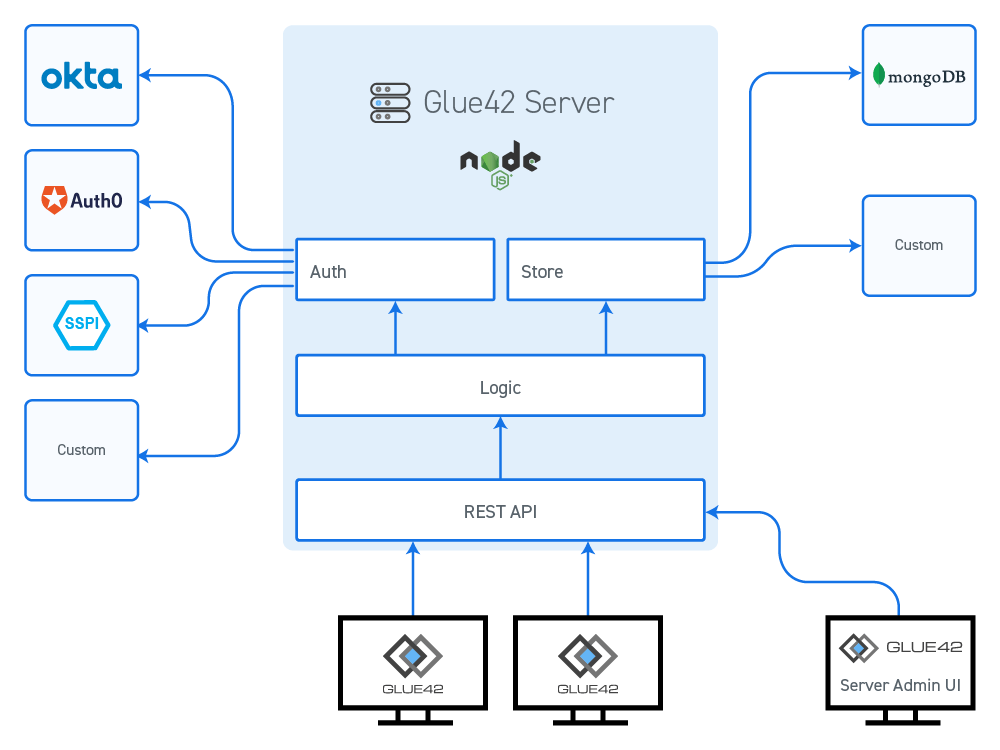 okta
mongoDB
Glue42 Server
node
JS
Auth0
Custom
Auth
Store
SSPI
Logic
Custom
REST API
GLUE42
GLUE42
GLUE42
Server Admin UI